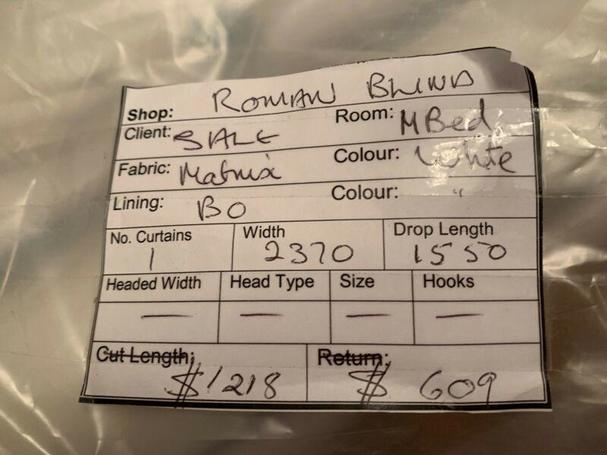 Shop: ROMAN BLIND
Client: SALE Room: M Bed
Fabric: Matrix Colour: White
Lining: BO Colour: "
No. Curtains Width Drop Length
1 2370 1550
Headed Width Head Type Size Hooks
— — — —
Cut Length: Return:
$1218 $ 609